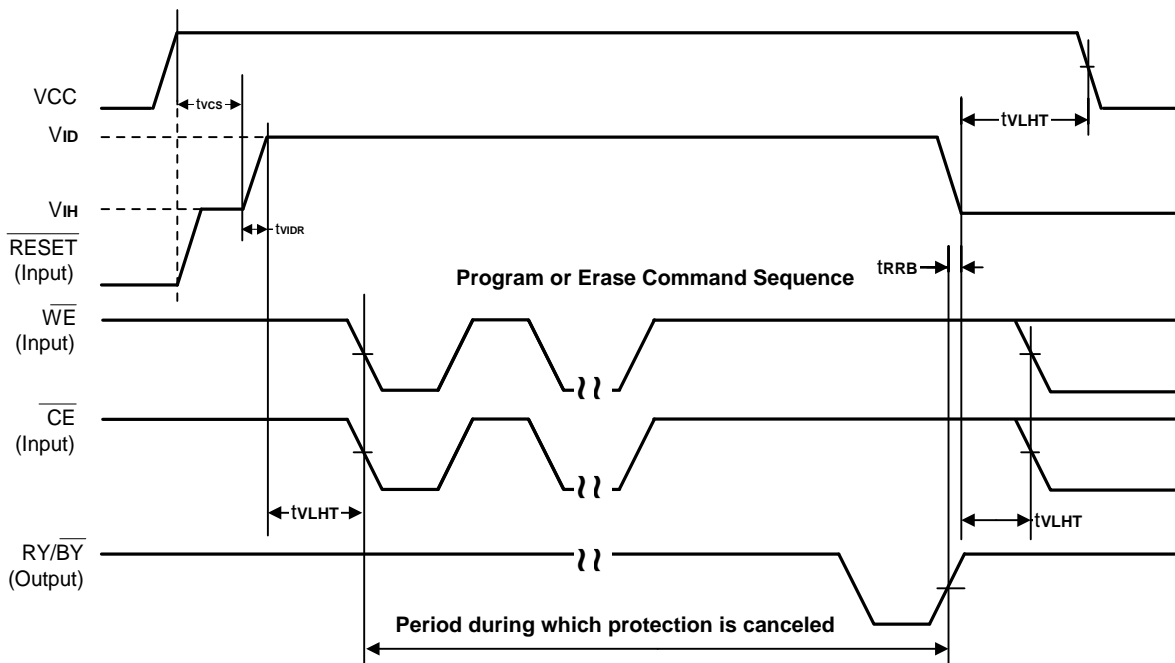 VCC
tVCS
tVLHT
VID
VIH
tVIDR
RESET
(Input)
tRRB
Program or Erase Command Sequence
WE
(Input)
CE
(Input)
tVLHT
tVLHT
RY/BY
(Output)
Period during which protection is canceled